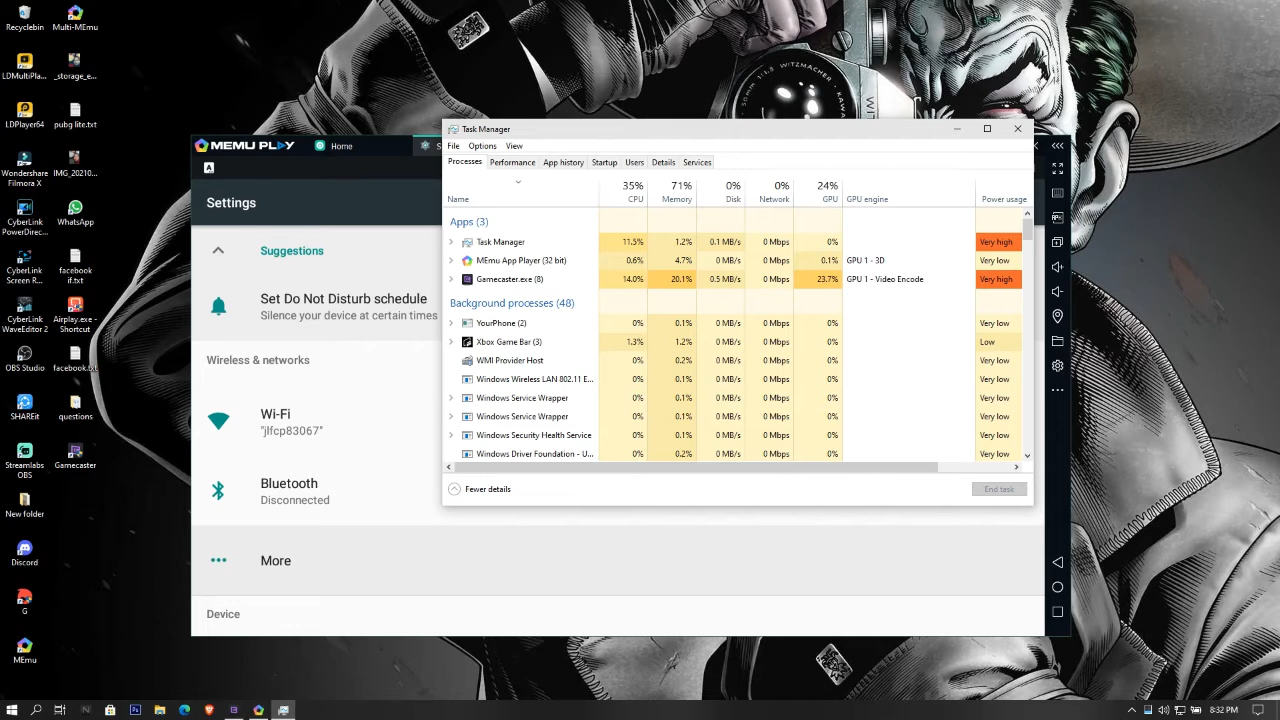 Recyclebin
Multi-MEmu
LDMultiPla...
_storage_e...
LDPlayer64
pubg lite.txt
Wondershare
Filmora X
IMG_20210...
CyberLink
PowerDirec...
WhatsApp
CyberLink
Screen R...
facebook
if.txt
CyberLink
WaveEditor 2
Airplay.exe -
Shortcut
OBS Studio
facebook.txt
SHAREit
questions
Streamlabs
OBS
Gamecaster
New folder
Discord
G
MEmu
50mm 1:1.8 WITZMACHER
MEMU PLAY
Home
S
A
Settings
Suggestions
Set Do Not Disturb schedule
Silence your device at certain times
Wireless & networks
Wi-Fi
"jlfcp83067"
Bluetooth
Disconnected
More
Device
Task Manager
File Options View
Processes Performance App history Startup Users Details Services
35% 71% 0% 0% 24%
Name CPU Memory Disk Network GPU GPU engine Power usage
Apps (3)
Task Manager 11.5% 1.2% 0.1 MB/s 0 Mbps 0% Very high
MEmu App Player (32 bit) 0.6% 4.7% 0 MB/s 0 Mbps 0.1% GPU 1 - 3D Very low
Gamecaster.exe (8) 14.0% 20.1% 0.5 MB/s 0 Mbps 23.7% GPU 1 - Video Encode Very high
Background processes (48)
YourPhone (2) 0% 0.1% 0 MB/s 0 Mbps 0% Very low
Xbox Game Bar (3) 1.3% 1.2% 0 MB/s 0 Mbps 0% Low
WMI Provider Host 0% 0.2% 0 MB/s 0 Mbps 0% Very low
Windows Wireless LAN 802.11 E... 0% 0.1% 0 MB/s 0 Mbps 0% Very low
Windows Service Wrapper 0% 0.1% 0 MB/s 0 Mbps 0% Very low
Windows Service Wrapper 0% 0.1% 0 MB/s 0 Mbps 0% Very low
Windows Security Health Service 0% 0.1% 0 MB/s 0 Mbps 0% Very low
Windows Driver Foundation - U... 0% 0.2% 0 MB/s 0 Mbps 0% Very low
Fewer details
End task
8:32 PM